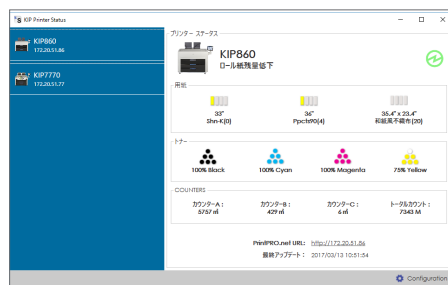 KIP Printer Status
KIP860
172.20.51.86
KIP7770
172.20.51.77
プリンター ステータス
KIP860
ロール紙残量低下
用紙
33"
Shn-K(0)
36"
Ppcht90(4)
35.4" x 23.4"
和紙風不織布(20)
トナー
100% Black
100% Cyan
100% Magenta
75% Yellow
COUNTERS
カウンターA :
5757 ㎡
カウンターB :
429 ㎡
カウンターC :
6 ㎡
トータルカウント :
7343 M
PrintPRO.net URL: http://172.20.51.86
最終アップデート : 2017/03/13 10:51:54
Configuration